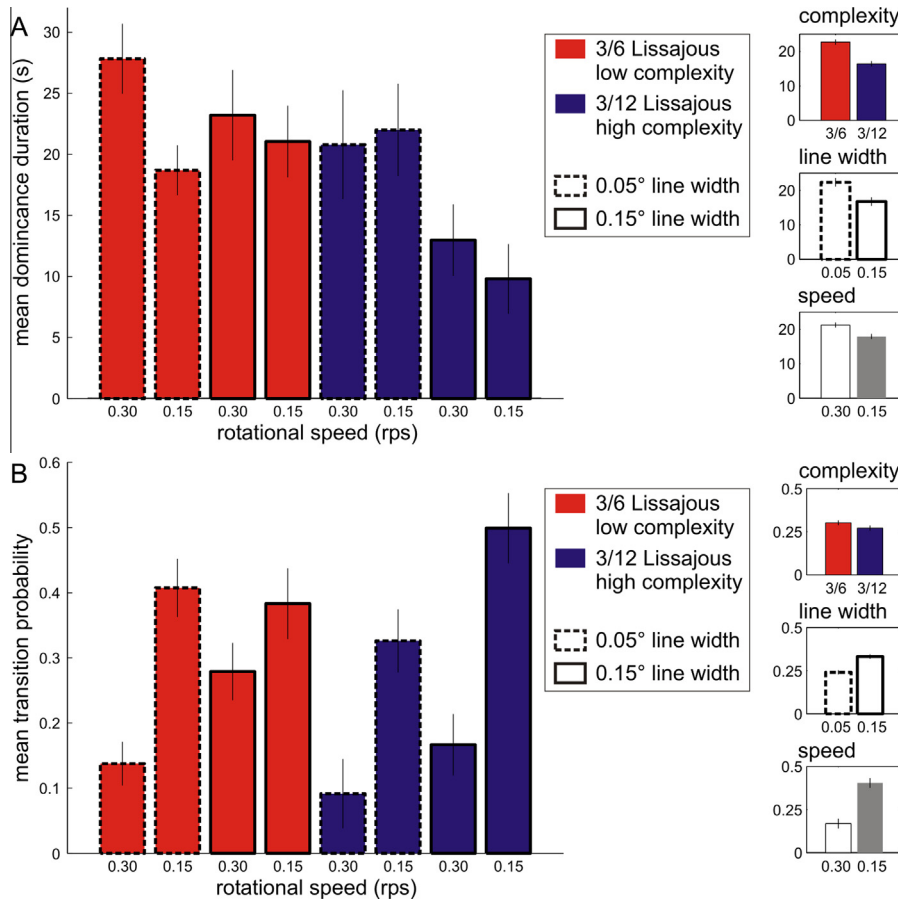 A
mean domincance duration (s)
30
25
20
15
10
5
0
0.30 0.15 0.30 0.15 0.30 0.15 0.30 0.15
rotational speed (rps)
3/6 Lissajous
low complexity
3/12 Lissajous
high complexity
0.05° line width
0.15° line width
complexity
20
10
0
3/6 3/12
line width
20
10
0
0.05 0.15
speed
20
10
0
0.30 0.15
B
mean transition probability
0.6
0.5
0.4
0.3
0.2
0.1
0
0.30 0.15 0.30 0.15 0.30 0.15 0.30 0.15
rotational speed (rps)
3/6 Lissajous
low complexity
3/12 Lissajous
high complexity
0.05° line width
0.15° line width
complexity
0.5
0.25
0
3/6 3/12
line width
0.5
0.25
0
0.05 0.15
speed
0.5
0.25
0
0.30 0.15